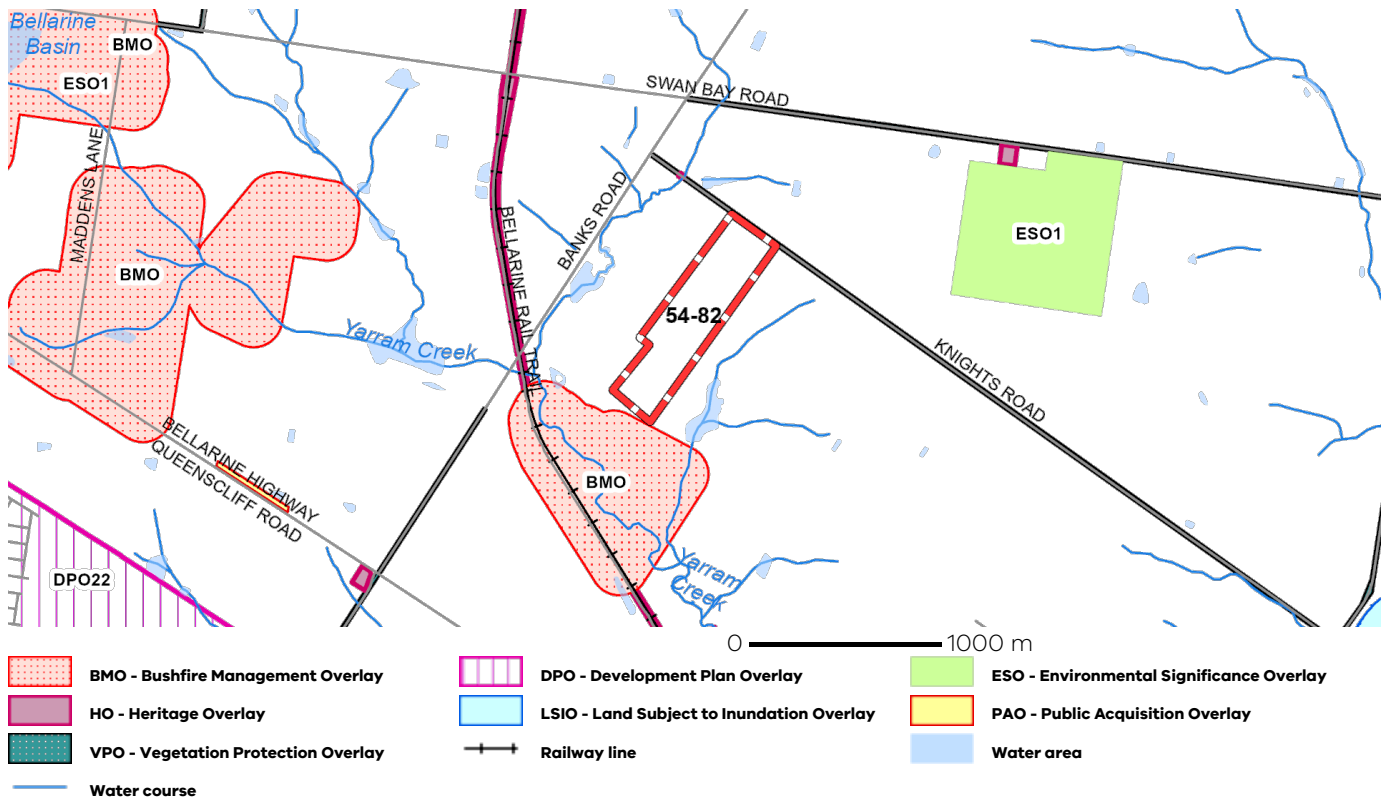 Bellarine
Basin
BMO
ESO1
SWAN BAY ROAD
MADDENS LANE
BANKS ROAD
BELLARINE RAIL TRAIL
ESO1
BMO
54-82
Yarram Creek
KNIGHTS ROAD
BELLARINE HIGHWAY
QUEENSCLIFF ROAD
BMO
Yarram
Creek
DPO22
0 1000 m
BMO - Bushfire Management Overlay
DPO - Development Plan Overlay
ESO - Environmental Significance Overlay
HO - Heritage Overlay
LSIO - Land Subject to Inundation Overlay
PAO - Public Acquisition Overlay
VPO - Vegetation Protection Overlay
Railway line
Water area
Water course